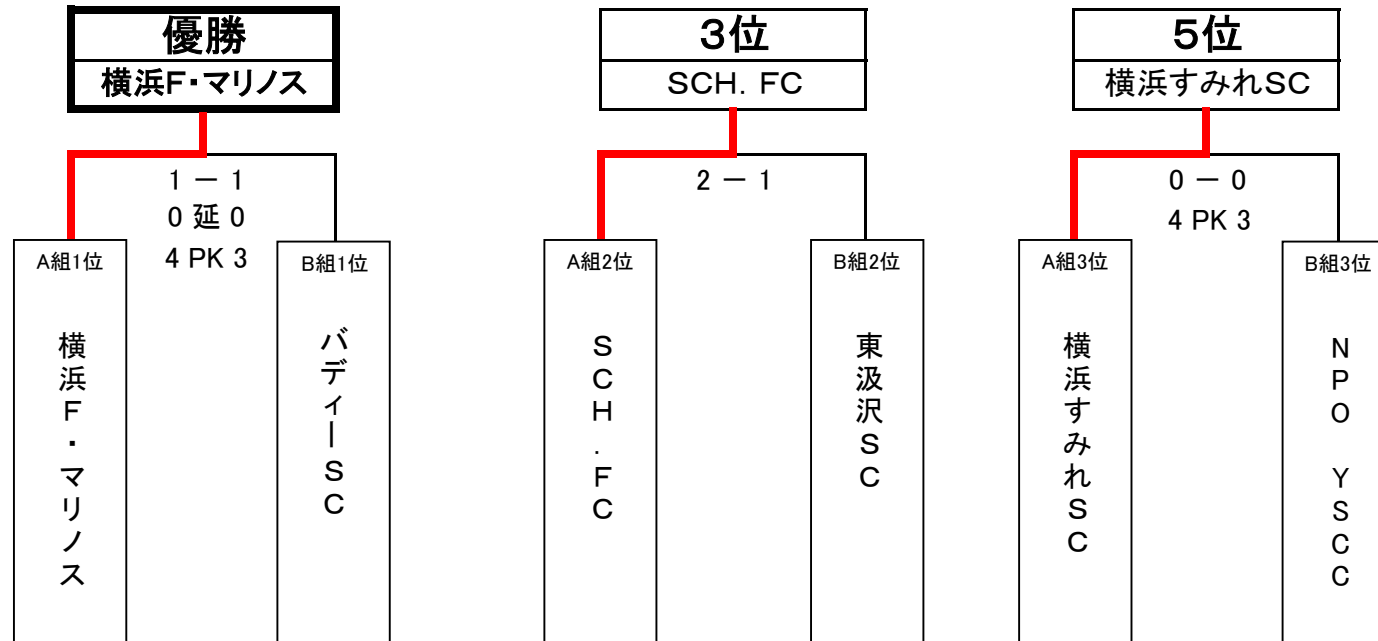 優勝
横浜F・マリノス
1 － 1
0 延 0
4 PK 3
A組1位
横浜F・マリノス
B組1位
バディーSC
3位
SCH．FC
2 － 1
A組2位
SCH．FC
B組2位
東汲沢SC
5位
横浜すみれSC
0 － 0
4 PK 3
A組3位
横浜すみれSC
B組3位
NPO YSCC